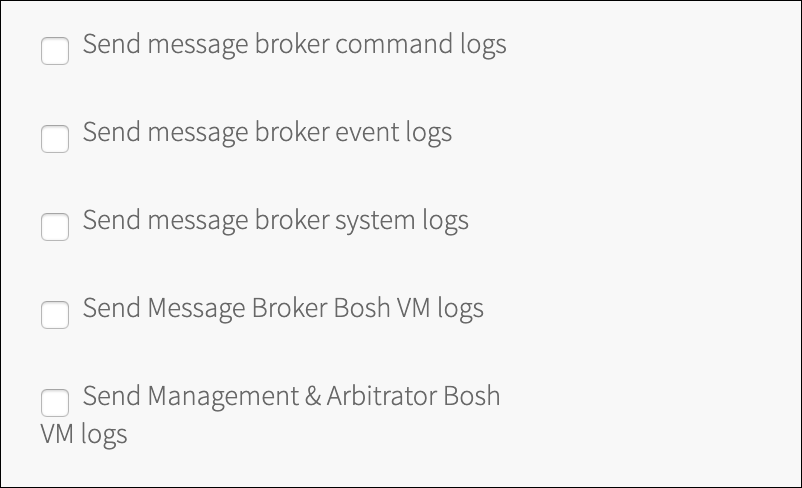 Send message broker command logs
Send message broker event logs
Send message broker system logs
Send Message Broker Bosh VM logs
Send Management & Arbitrator Bosh
VM logs